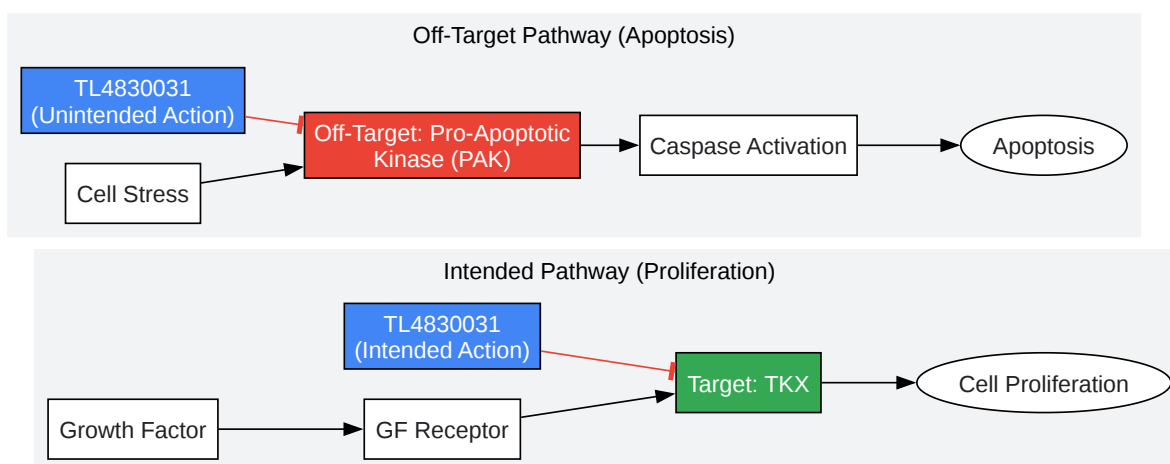 Off-Target Pathway (Apoptosis)
TL4830031
(Unintended Action)
Off-Target: Pro-Apoptotic
Kinase (PAK)
Caspase Activation
Apoptosis
Cell Stress
Intended Pathway (Proliferation)
TL4830031
(Intended Action)
Target: TKX
Cell Proliferation
Growth Factor
GF Receptor